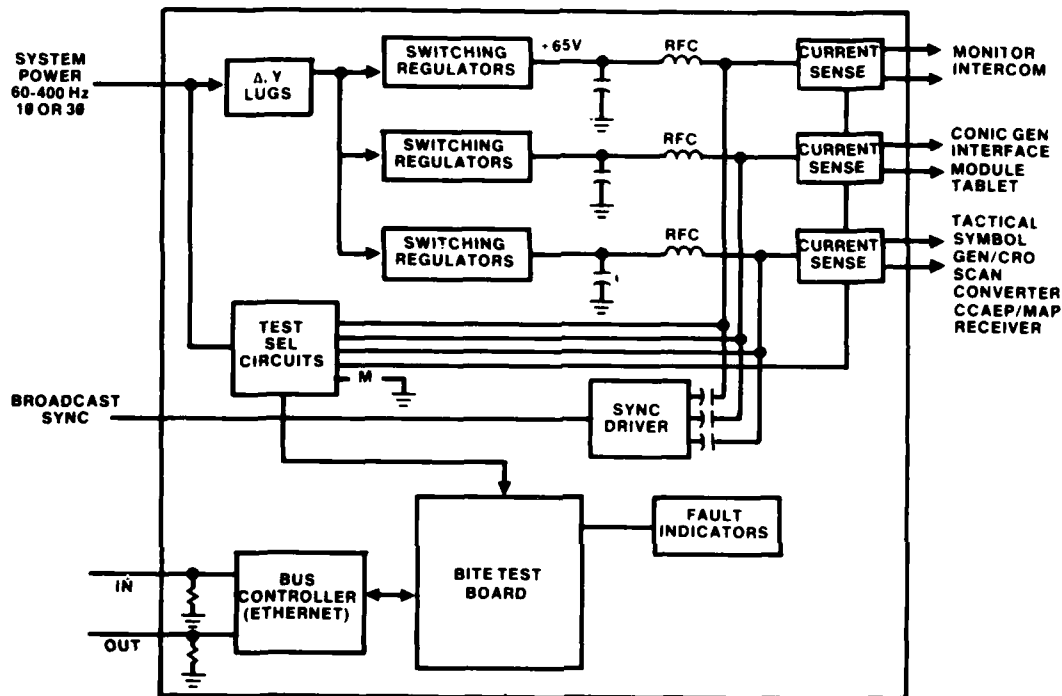 SYSTEM
POWER
60-400 Hz
1θ OR 3θ
Δ, Y
LUGS
SWITCHING
REGULATORS
+65V
RFC
CURRENT
SENSE
MONITOR
INTERCOM
SWITCHING
REGULATORS
RFC
CURRENT
SENSE
CONIC GEN
INTERFACE
MODULE
TABLET
SWITCHING
REGULATORS
RFC
CURRENT
SENSE
TACTICAL
SYMBOL
GEN/CRO
SCAN
CONVERTER
CCAEP/MAP
RECEIVER
TEST
SEL
CIRCUITS
M
BROADCAST
SYNC
SYNC
DRIVER
BITE TEST
BOARD
FAULT
INDICATORS
IN
BUS
CONTROLLER
(ETHERNET)
OUT